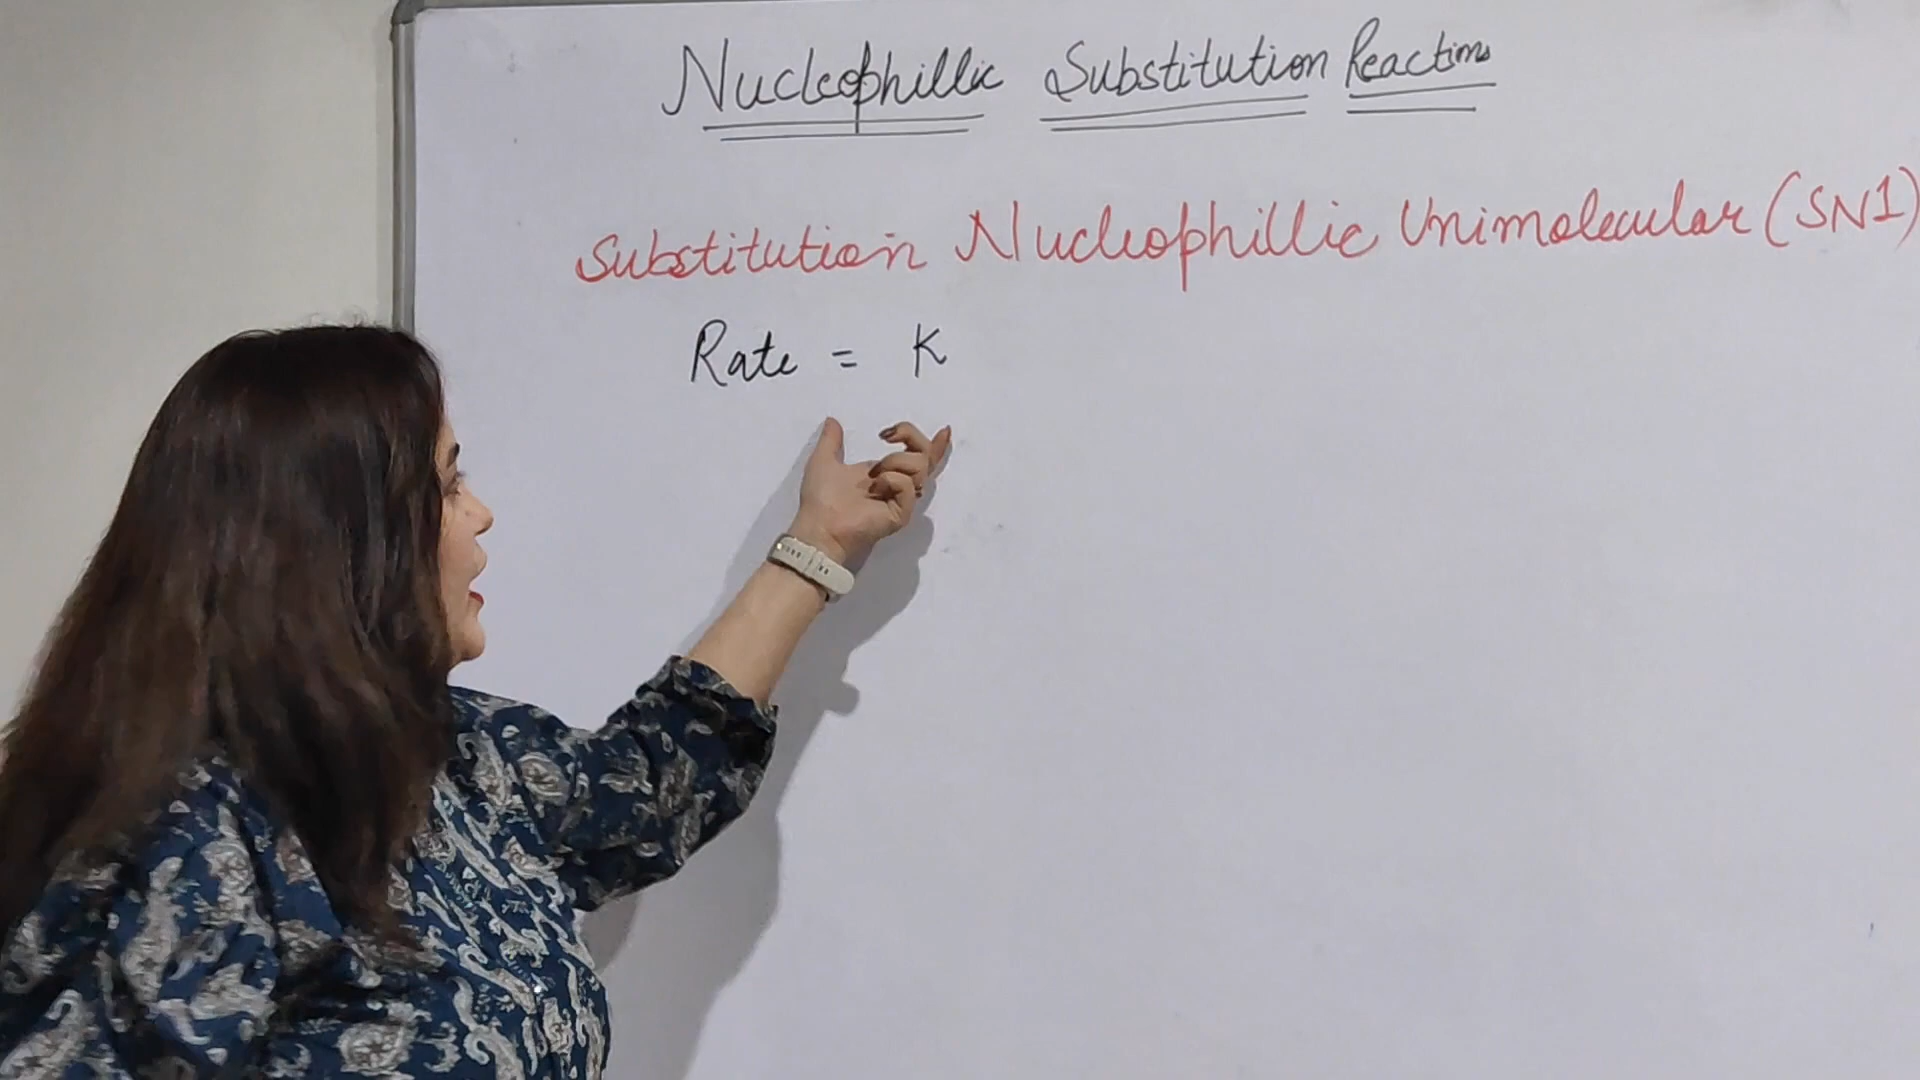 Nucleophillic Substitution Reactions
Substitution Nucleophillic Unimolecular (SN1)
Rate = K